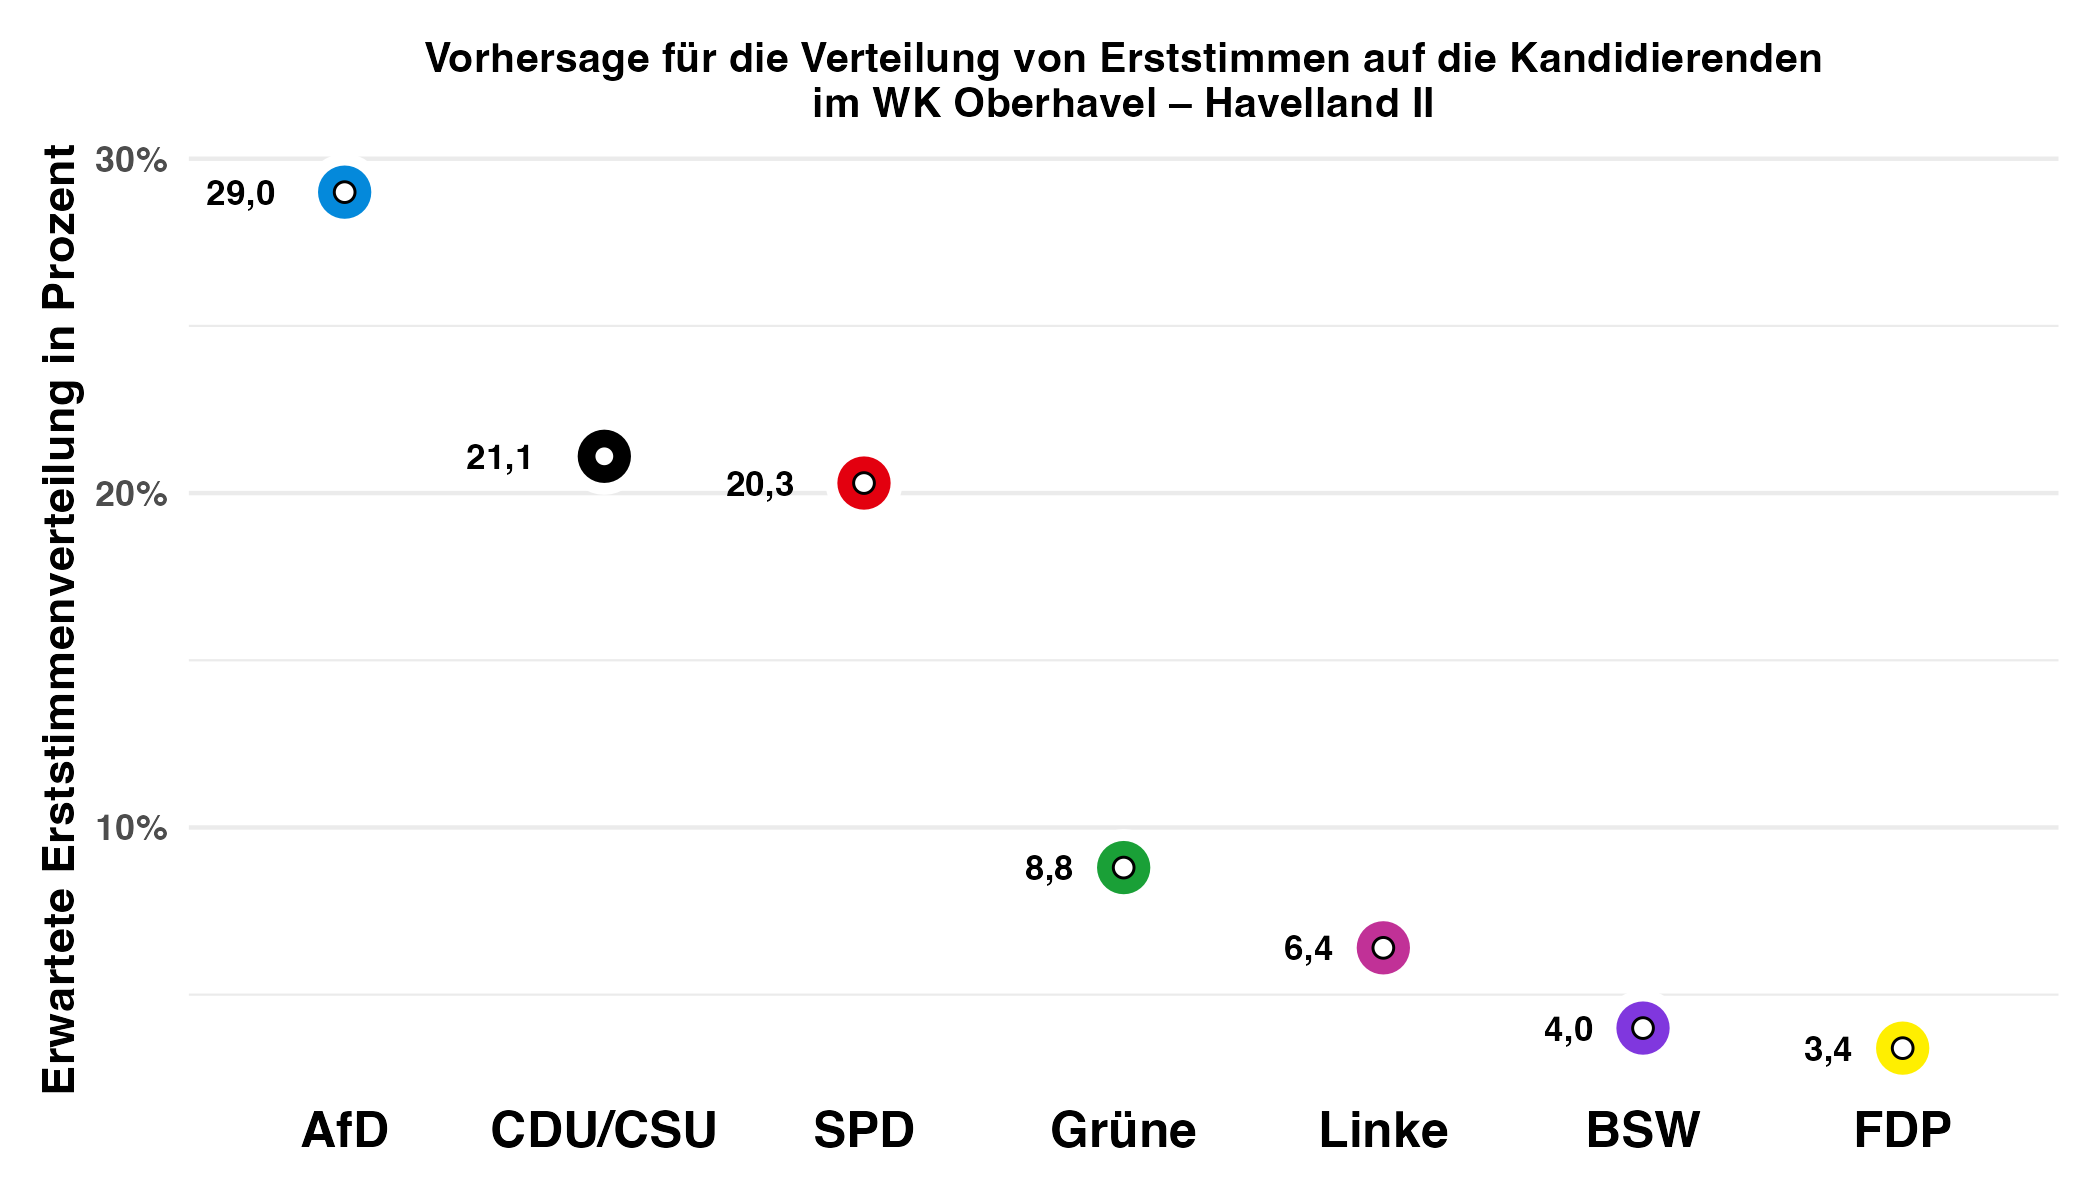 Vorhersage für die Verteilung von Erststimmen auf die Kandidierenden
im WK Oberhavel – Havelland II
Erwartete Erststimmenverteilung in Prozent
30%
20%
10%
29,0
21,1
20,3
8,8
6,4
4,0
3,4
AfD
CDU/CSU
SPD
Grüne
Linke
BSW
FDP